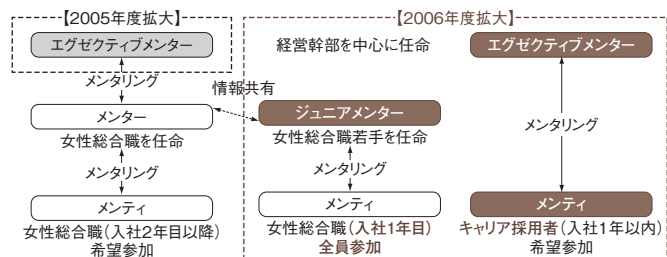 【2005年度拡大】
エグゼクティブメンター
メンタリング
メンター
女性総合職を任命
メンタリング
メンティ
女性総合職(入社2年目以降)
希望参加
情報共有
【2006年度拡大】
経営幹部を中心に任命
ジュニアメンター
女性総合職若手を任命
メンタリング
メンティ
女性総合職(入社1年目)
全員参加
エグゼクティブメンター
メンタリング
メンティ
キャリア採用者(入社1年以内)
希望参加